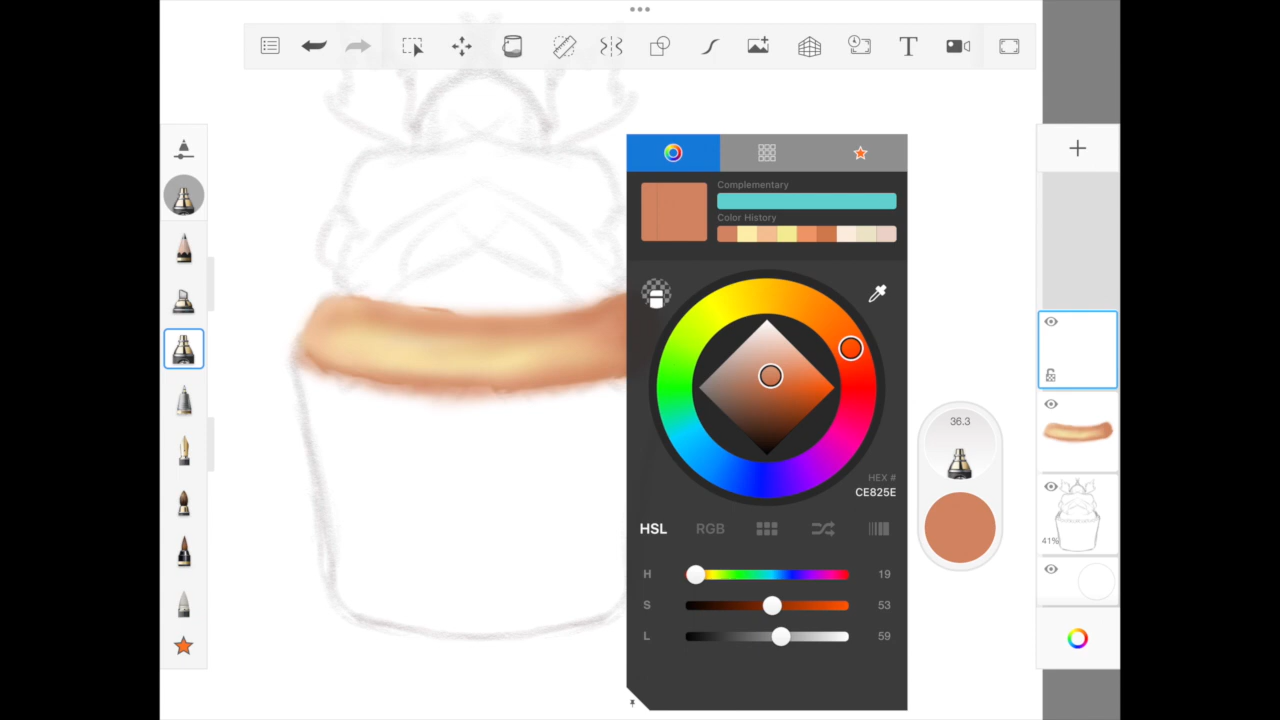 T
Complementary
Color History
36.3
HEX #
CE825E
HSL RGB
H 19
S 53
L 59
41%